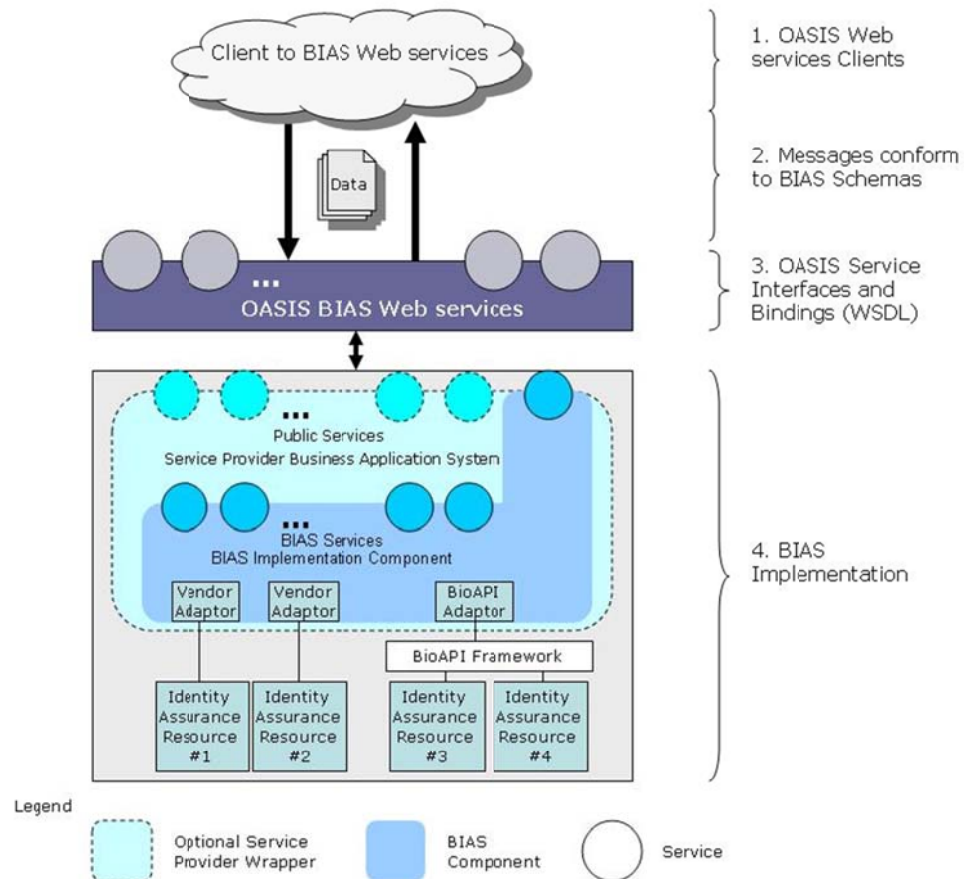 Client to BIAS Web services
1. OASIS Web
services Clients
Data
2. Messages conform
to BIAS Schemas
...
OASIS BIAS Web services
3. OASIS Service
Interfaces and
Bindings (WSDL)
...
Public Services
Service Provider Business Application System
...
BIAS Services
BIAS Implementation Component
4. BIAS
Implementation
Vendor
Adaptor
Vendor
Adaptor
BioAPI
Adaptor
BioAPI Framework
Identity
Assurance
Resource
#1
Identity
Assurance
Resource
#2
Identity
Assurance
Resource
#3
Identity
Assurance
Resource
#4
Legend
Optional Service
Provider Wrapper
BIAS
Component
Service